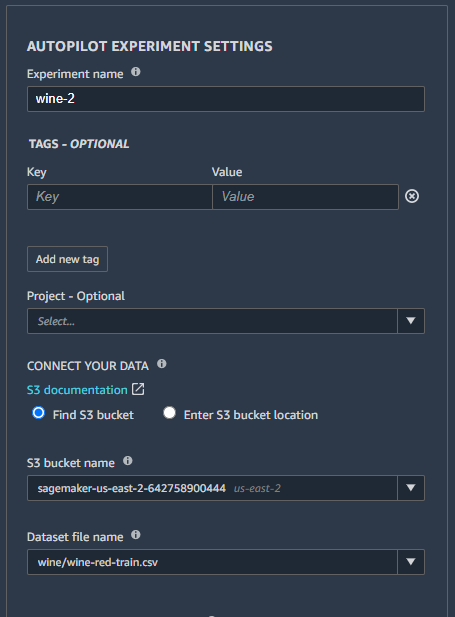 AUTOPILOT EXPERIMENT SETTINGS
Experiment name
wine-2
TAGS - OPTIONAL
Key Value
Key Value
Add new tag
Project - Optional
Select...
CONNECT YOUR DATA
S3 documentation
Find S3 bucket Enter S3 bucket location
S3 bucket name
sagemaker-us-east-2-642758900444 us-east-2
Dataset file name
wine/wine-red-train.csv